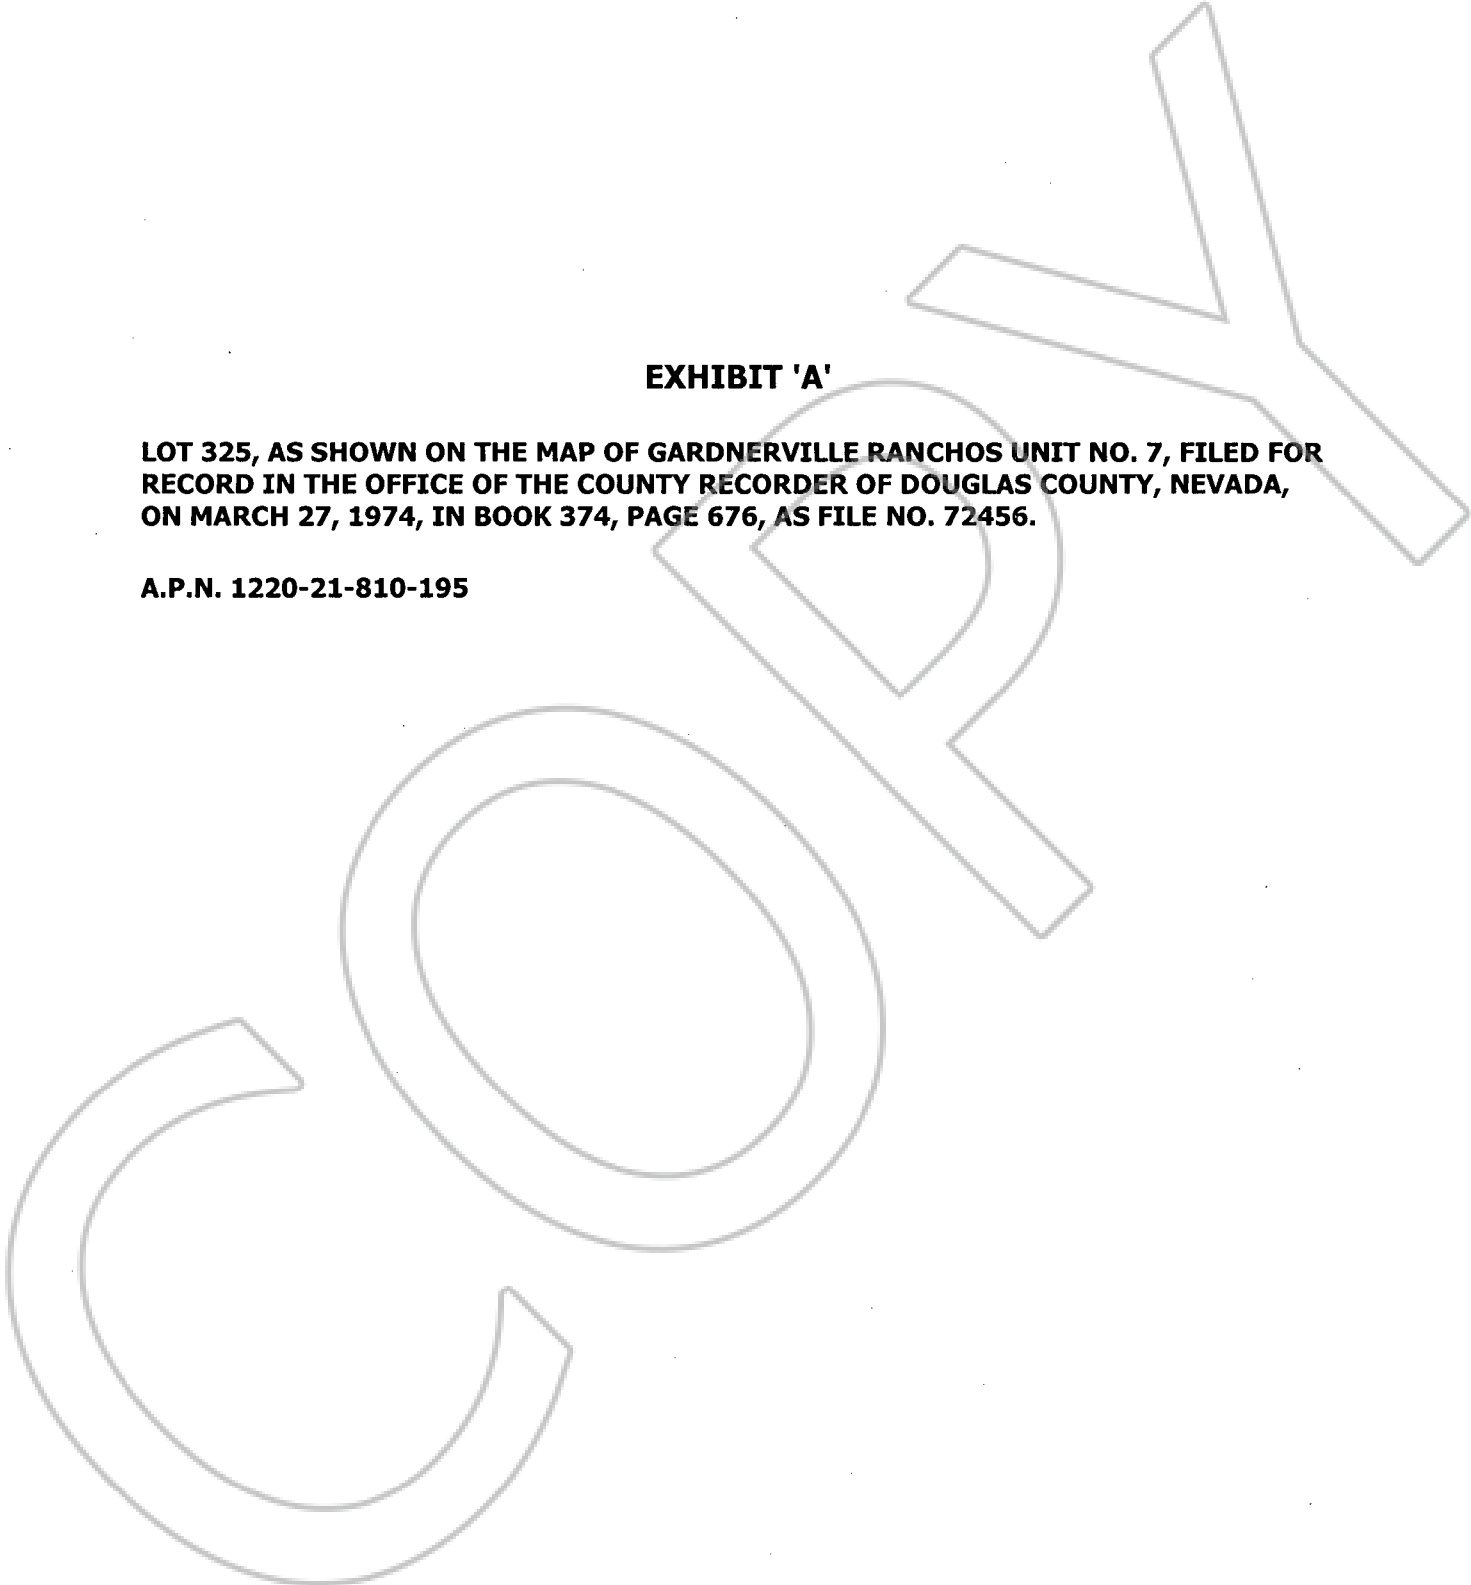 EXHIBIT 'A'
LOT 325, AS SHOWN ON THE MAP OF GARDNERVILLE RANCHOS UNIT NO. 7, FILED FOR
RECORD IN THE OFFICE OF THE COUNTY RECORDER OF DOUGLAS COUNTY, NEVADA,
ON MARCH 27, 1974, IN BOOK 374, PAGE 676, AS FILE NO. 72456.
A.P.N. 1220-21-810-195
COPY